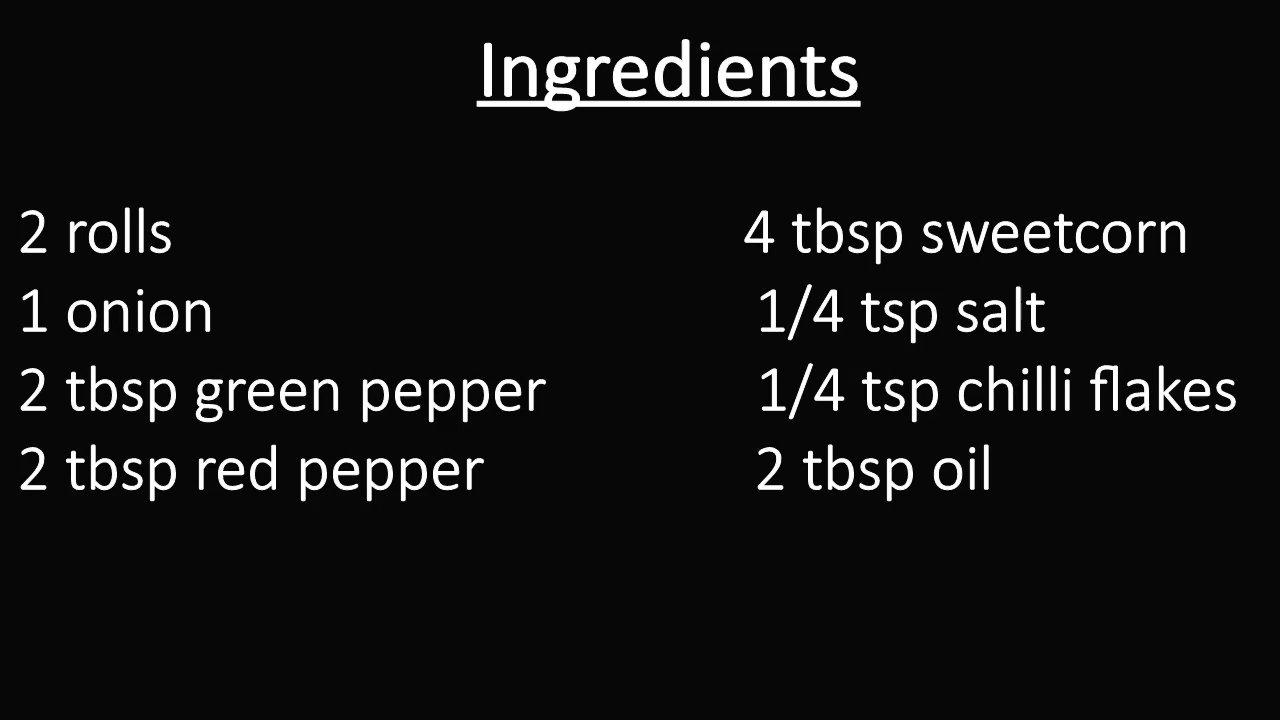 Ingredients
2 rolls
1 onion
2 tbsp green pepper
2 tbsp red pepper
4 tbsp sweetcorn
1/4 tsp salt
1/4 tsp chilli flakes
2 tbsp oil